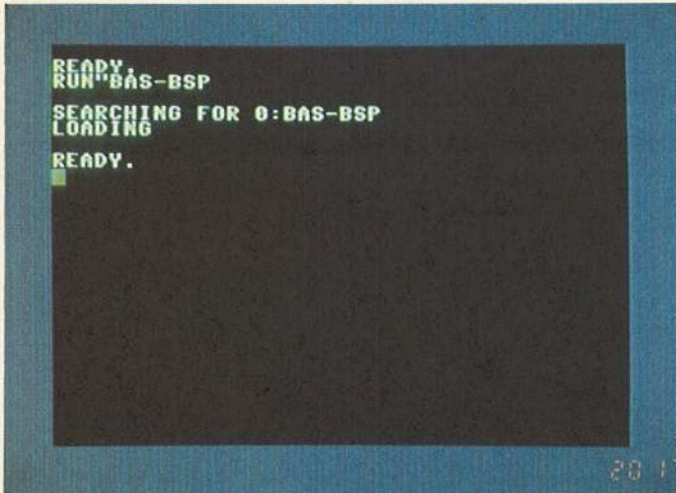 READY.
RUN"BAS-BSP
SEARCHING FOR 0:BAS-BSP
LOADING
READY.